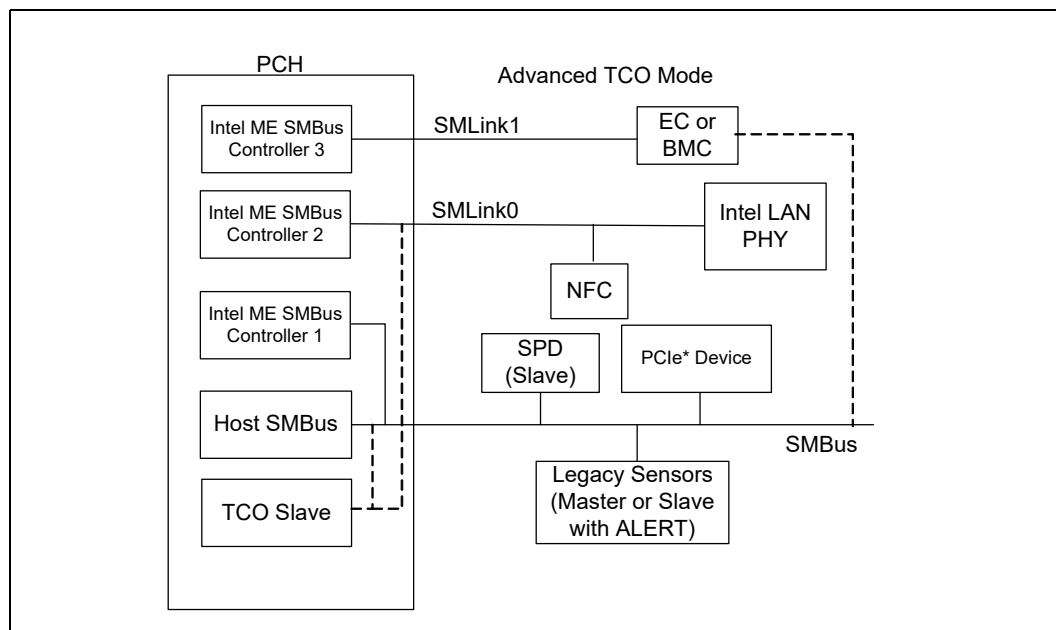 PCH
Advanced TCO Mode
Intel ME SMBus
Controller 3
SMLink1
EC or
BMC
Intel ME SMBus
Controller 2
SMLink0
Intel LAN
PHY
NFC
Intel ME SMBus
Controller 1
SPD
(Slave)
PCIe* Device
Host SMBus
SMBus
Legacy Sensors
(Master or Slave
with ALERT)
TCO Slave